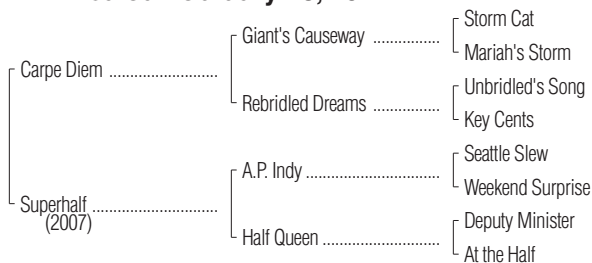 Storm Cat
Giant's Causeway ................
Mariah's Storm
Carpe Diem ..........................
Unbridled's Song
Rebridled Dreams ................
Key Cents
Seattle Slew
A.P. Indy ................................
Weekend Surprise
Superhalf ..............................
(2007)
Deputy Minister
Half Queen .............................
At the Half